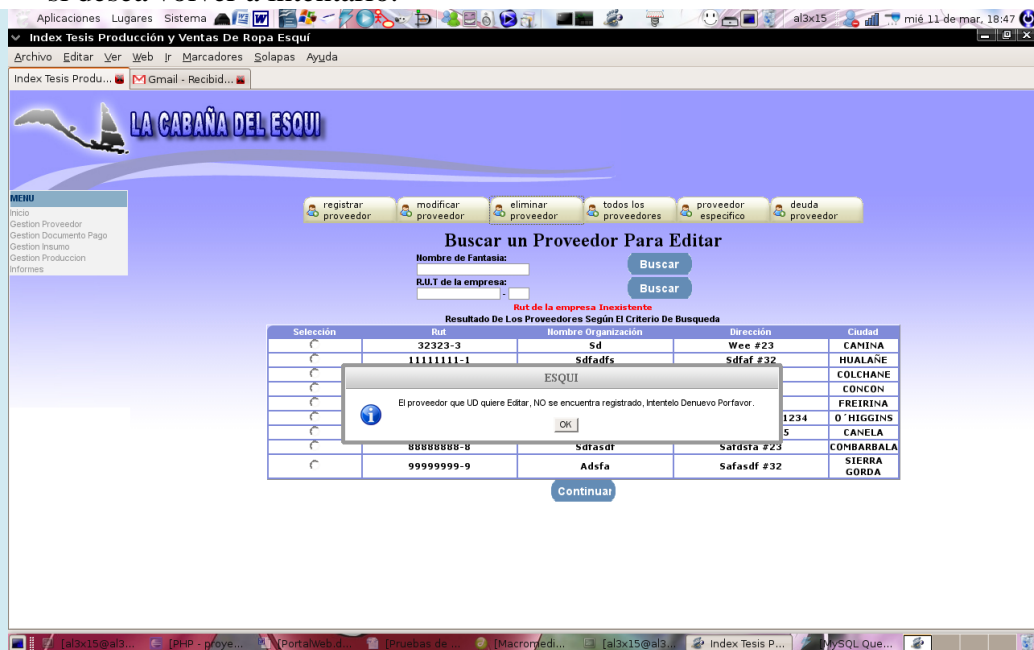 si desea volver a intentarlo.
Aplicaciones Lugares Sistema al3x15 mié 11 de mar, 18:47
Index Tesis Producción y Ventas De Ropa Esquí
Archivo Editar Ver Web Ir Marcadores Solapas Ayuda
Index Tesis Produ... Gmail - Recibid...
LA CABAÑA DEL ESQUI
MENU
Inicio
Gestion Proveedor
Gestion Documento Pago
Gestion Insumo
Gestion Produccion
Informes
registrar proveedor modificar proveedor eliminar proveedor todos los proveedores proveedor especifico deuda proveedor
Buscar un Proveedor Para Editar
Nombre de Fantasia:
Buscar
R.U.T de la empresa:
- Buscar
Rut de la empresa Inexistente
Resultado De Los Proveedores Según El Criterio De Busqueda
Selección Rut Nombre Organización Dirección Ciudad
32323-3 Sd Wee #23 CAMINA
11111111-1 Sdfadfs Sdfaf #32 HUALAÑE
COLCHANE
CONCON
FREIRINA
1234 O´HIGGINS
5 CANELA
88888888-8 Sdfasdf Safdsfa #23 COMBARBALA
99999999-9 Adsfa Safasdf #32 SIERRA GORDA
ESQUI
El proveedor que UD quiere Editar, NO se encuentra registrado, Intentelo Denuevo Porfavor.
OK
Continuar
[al3x15@al3... [PHP - proye... [PortalWeb.d... [Pruebas de ... [Macromedi... [al3x15@al3... Index Tesis P... [MySQL Que...